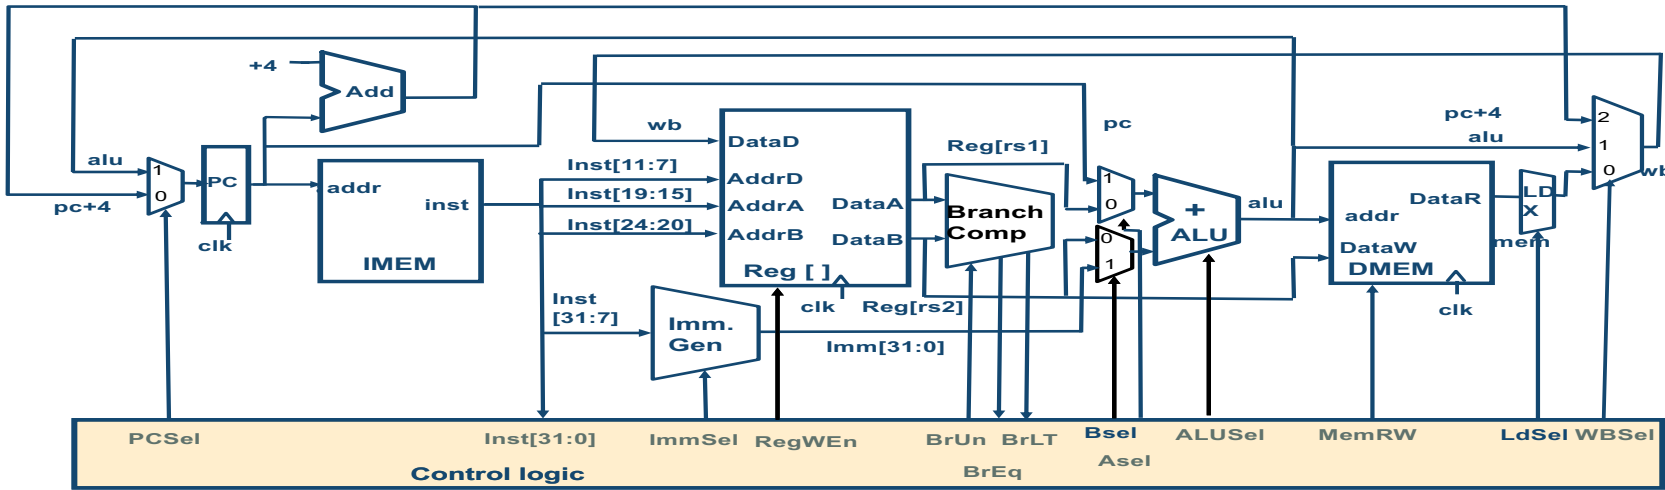 +4
Add
alu
1
0
pc+4
PC
clk
addr
inst
IMEM
wb
Inst[11:7]
Inst[19:15]
Inst[24:20]
Inst
[31:7]
DataD
AddrD
AddrA
AddrB
DataA
DataB
Reg [ ]
clk
Imm.
Gen
Imm[31:0]
Reg[rs1]
Branch
Comp
Reg[rs2]
pc
1
0
0
1
+
ALU
alu
pc+4
alu
addr
DataR
DataW
DMEM
clk
LD
X
mem
2
1
0
wb
PCSel
Inst[31:0]
ImmSel
RegWEn
BrUn
BrLT
BrEq
Bsel
Asel
ALUSel
MemRW
LdSel
WBSel
Control logic